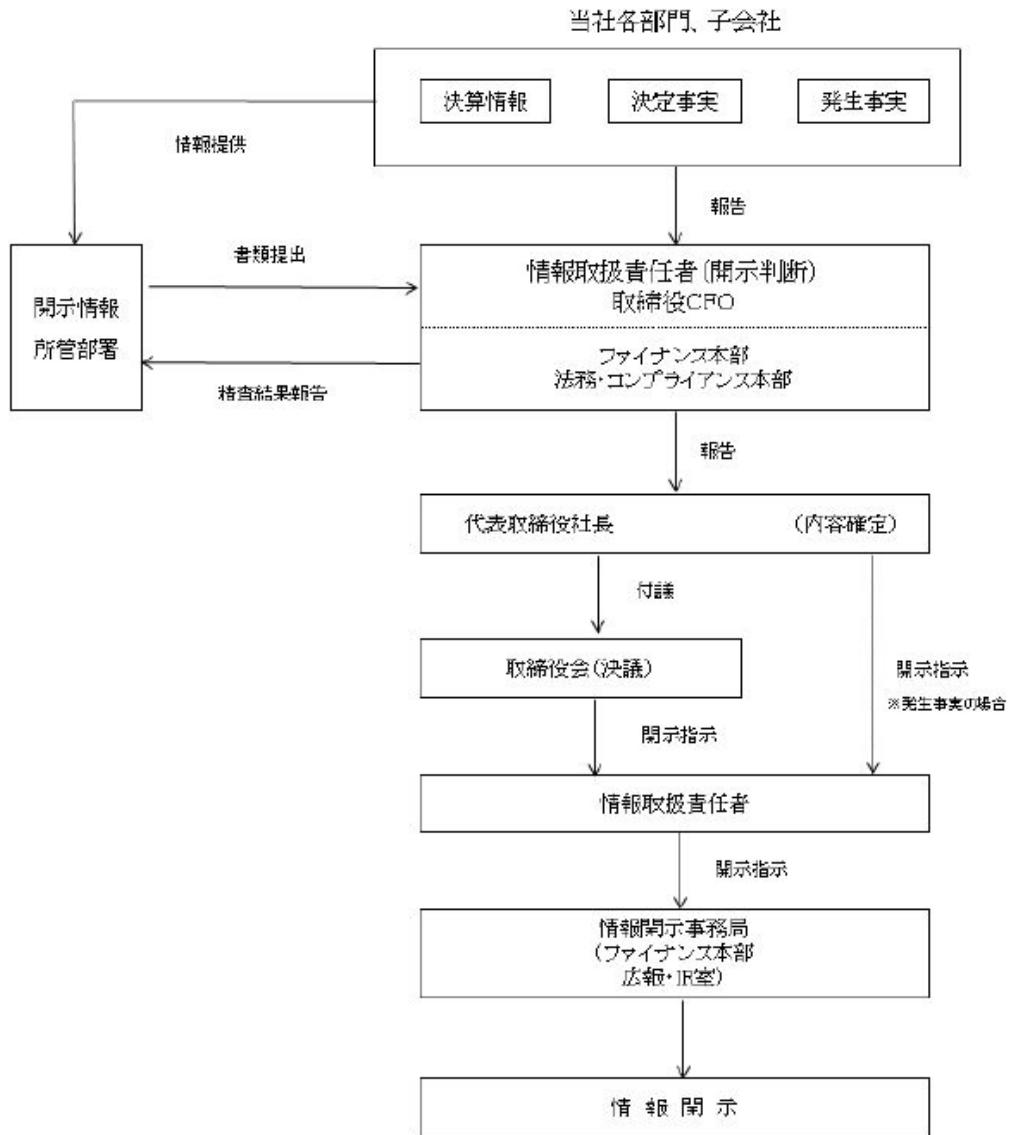 当社各部門、子会社
決算情報
決定事実
発生事実
情報提供
報告
書類提出
開示情報
所管部署
情報取扱責任者(開示判断)
取締役CFO
ファイナンス本部
法務・コンプライアンス本部
精査結果報告
報告
代表取締役社長 (内容確定)
付議
取締役会(決議)
開示指示
※発生事実の場合
開示指示
情報取扱責任者
開示指示
情報開示事務局
(ファイナンス本部
広報・IR室)
情 報 開 示